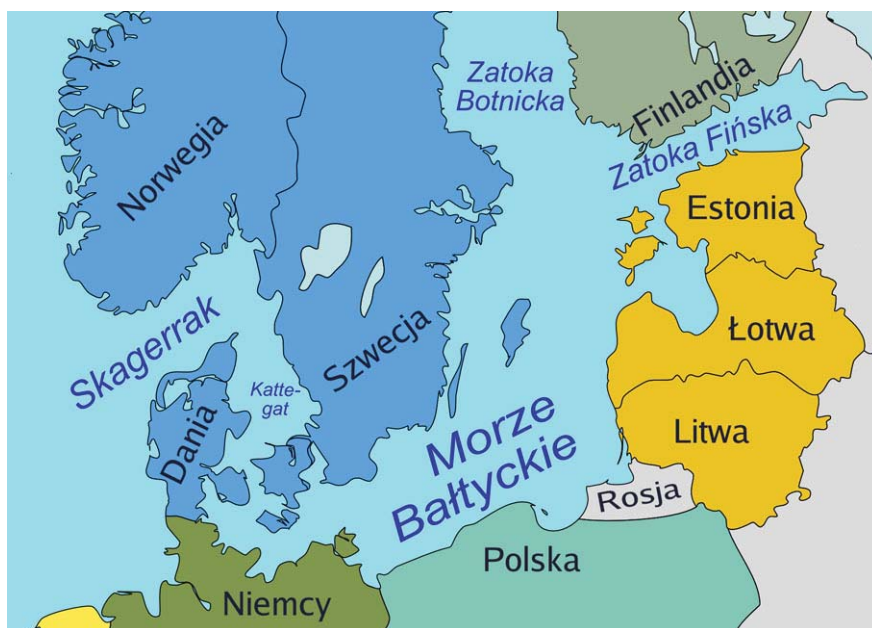 Zatoka
Botnicka
Finlandia
Zatoka Fińska
Norwegia
Estonia
Skagerrak
Szwecja
Łotwa
Katte-
gat
Dania
Morze
Bałtyckie
Litwa
Rosja
Polska
Niemcy